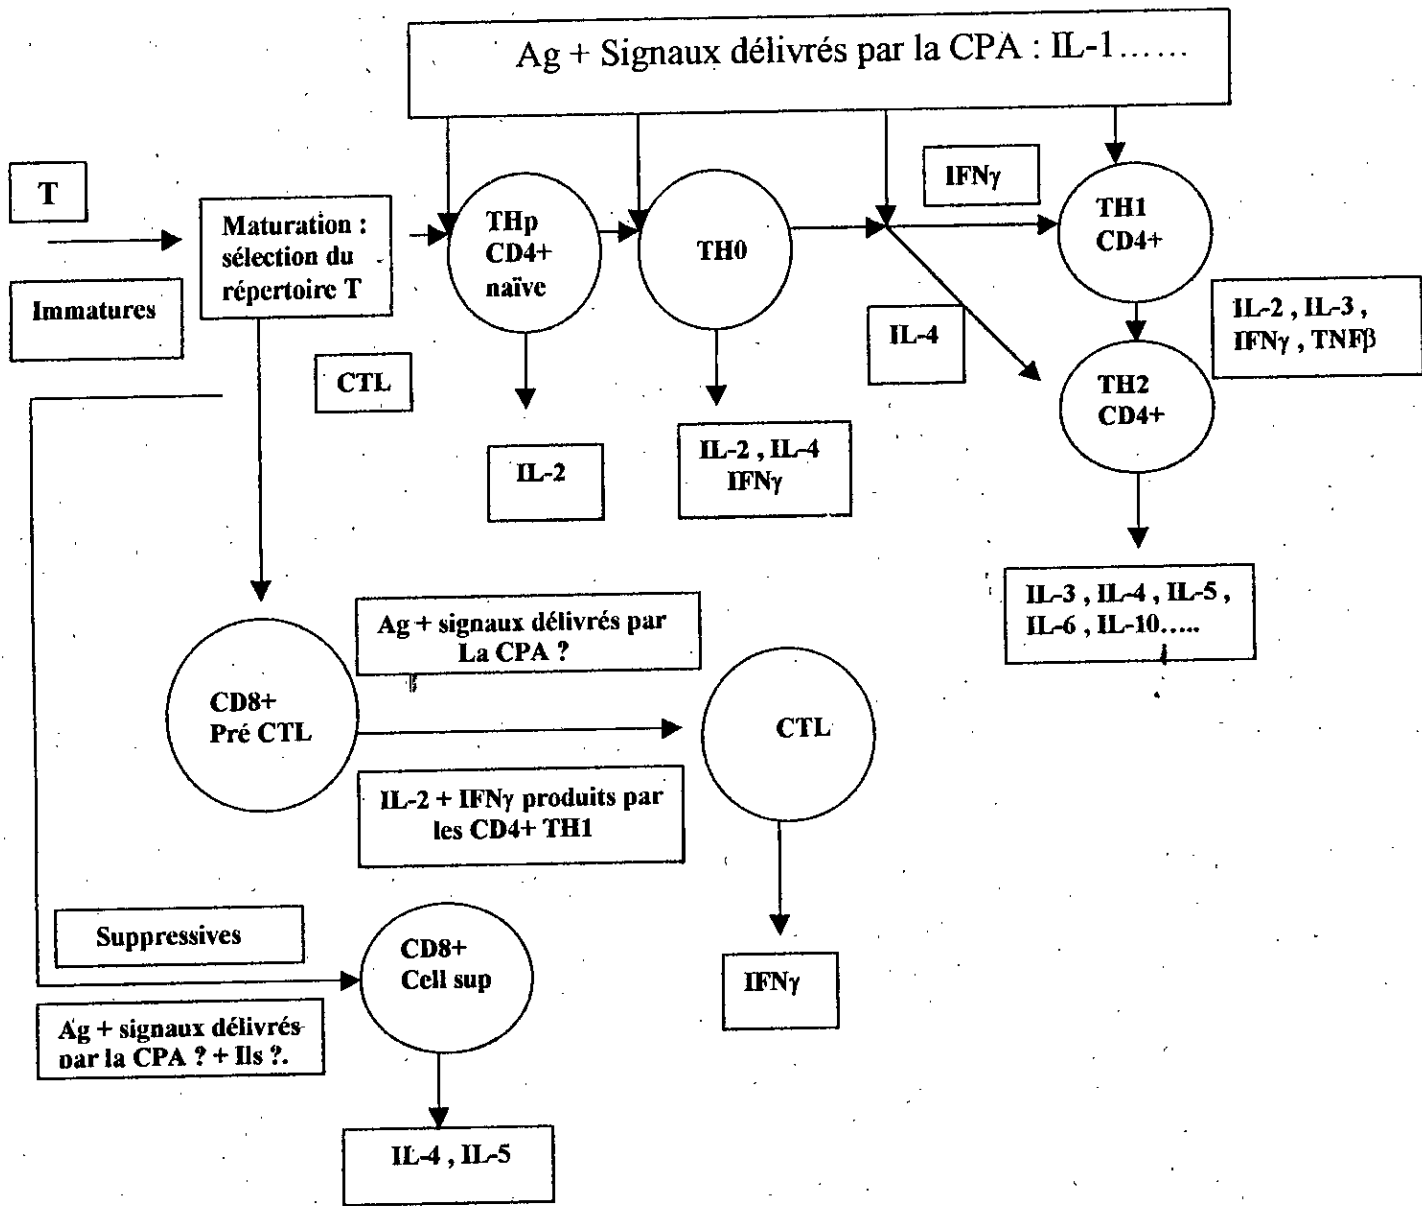 Ag + Signaux délivrés par la CPA : IL-1......
T
Immatures
Maturation :
sélection du
répertoire T
THp
CD4+
naïve
TH0
IFNγ
TH1
CD4+
IL-4
IL-2 , IL-3 ,
IFNγ , TNFβ
TH2
CD4+
CTL
IL-2
IL-2 , IL-4
IFNγ
IL-3 , IL-4 , IL-5 ,
IL-6 , IL-10.....
Ag + signaux délivrés par
La CPA ?
CD8+
Pré CTL
CTL
IL-2 + IFNγ produits par
les CD4+ TH1
Suppressives
CD8+
Cell sup
IFNγ
Ag + signaux délivrés
par la CPA ? + Ils ?.
IL-4 , IL-5